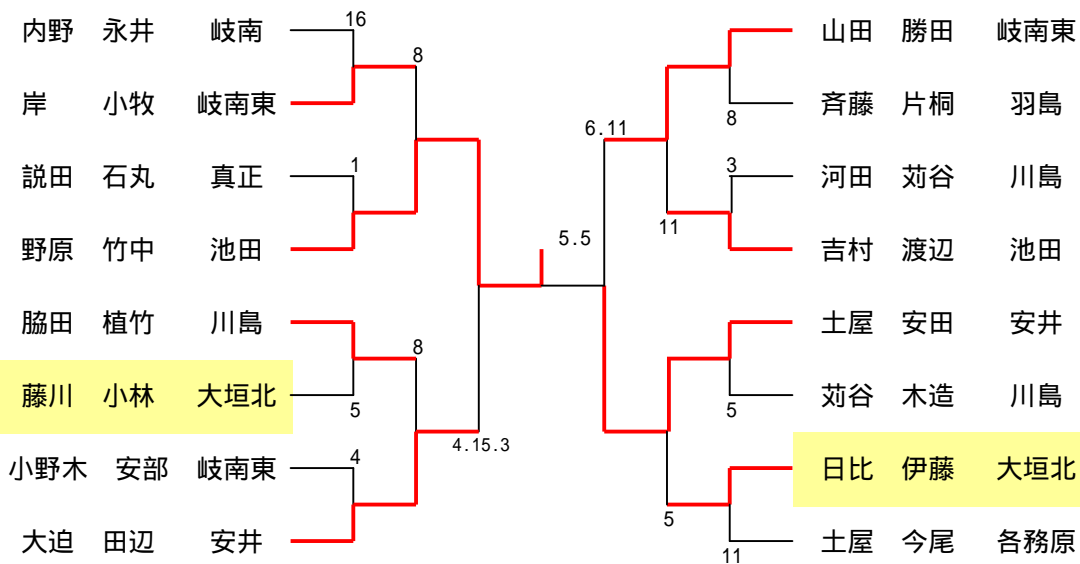 内野 永井 岐南
岸 小牧 岐南東
説田 石丸 真正
野原 竹中 池田
脇田 植竹 川島
藤川 小林 大垣北
小野木 安部 岐南東
大迫 田辺 安井
16
8
1
8
5
4
4.15.3
5.5
6.11
8
3
11
5
5
11
山田 勝田 岐南東
斉藤 片桐 羽島
河田 苅谷 川島
吉村 渡辺 池田
土屋 安田 安井
苅谷 木造 川島
日比 伊藤 大垣北
土屋 今尾 各務原